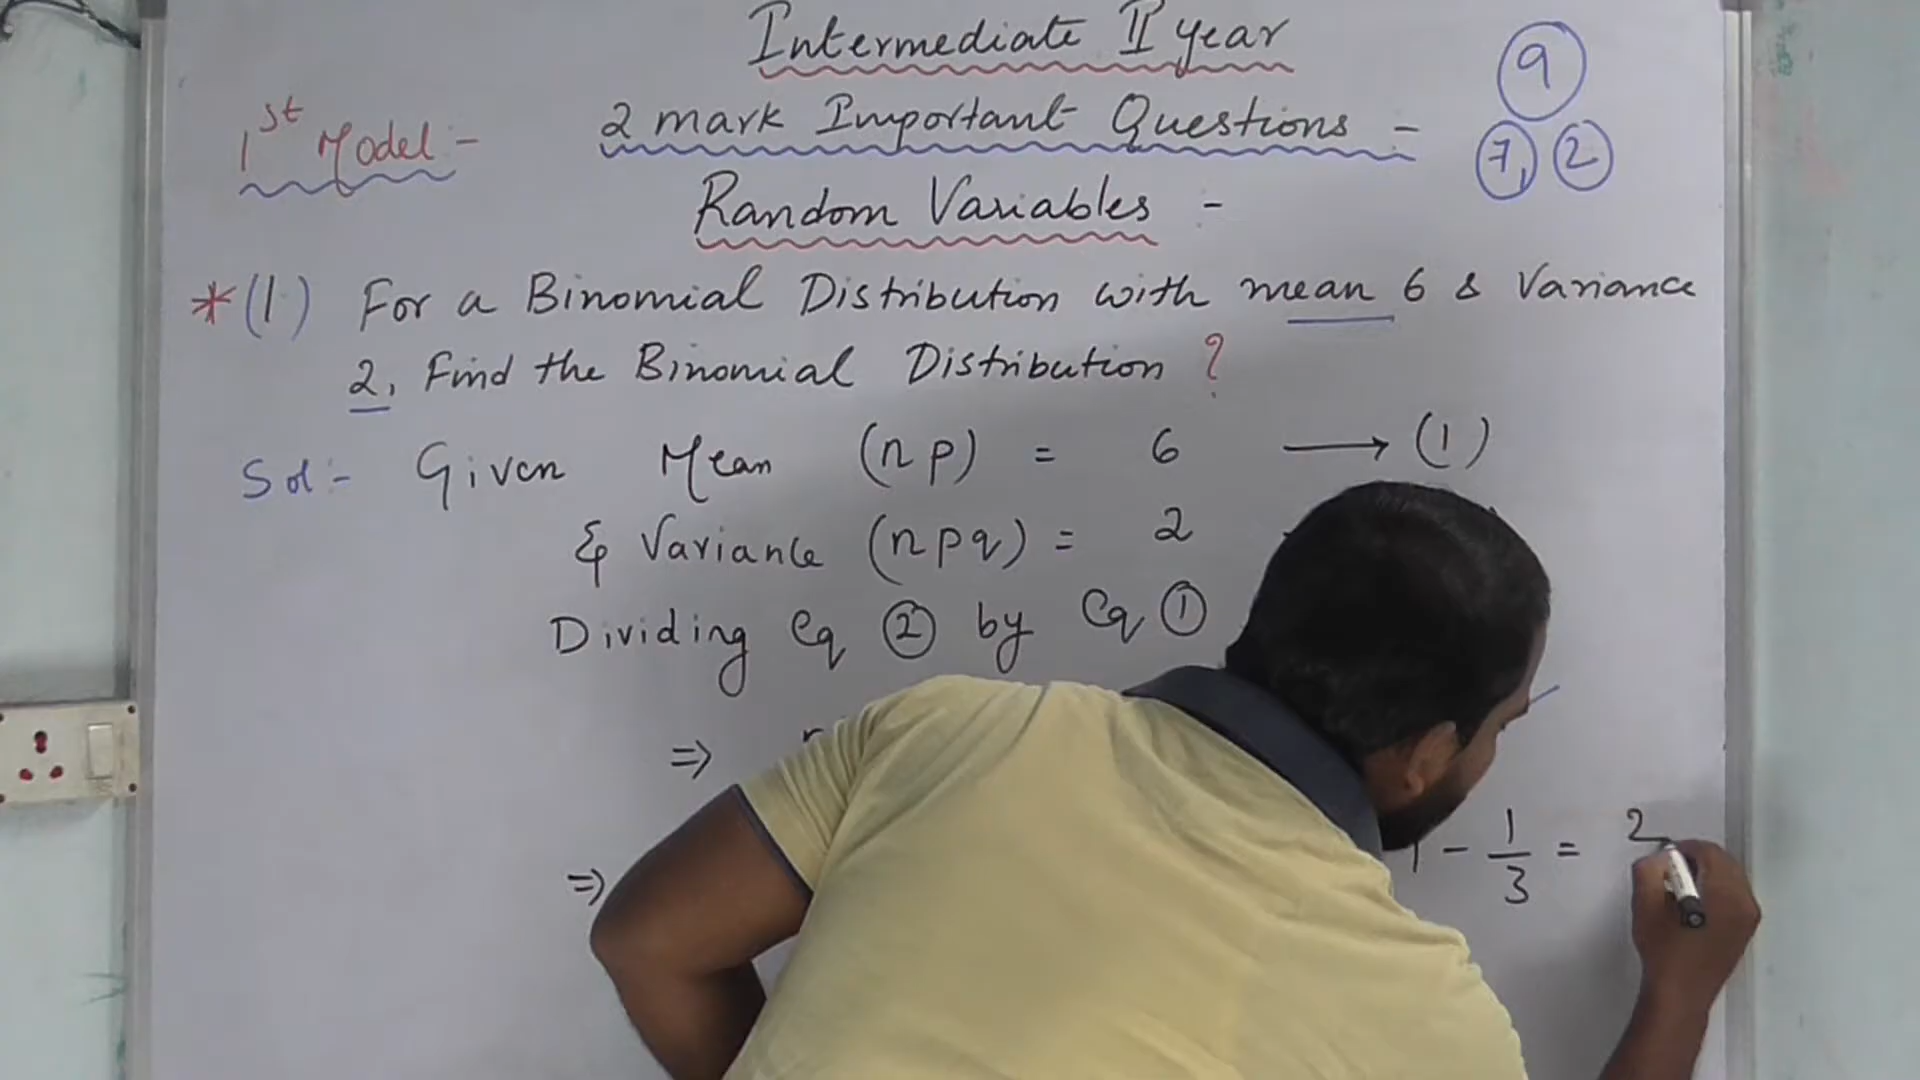 Intermediate II year
9
1st Model :-
2 mark Important Questions -
7, 2
Random Variables -
*(1) For a Binomial Distribution with mean 6 & Variance
2, Find the Binomial Distribution ?
Sol :- Given Mean (np) = 6 → (1)
& Variance (npq) = 2
Dividing eq ② by eq ①
⇒
⇒ 1 - 1/3 = 2